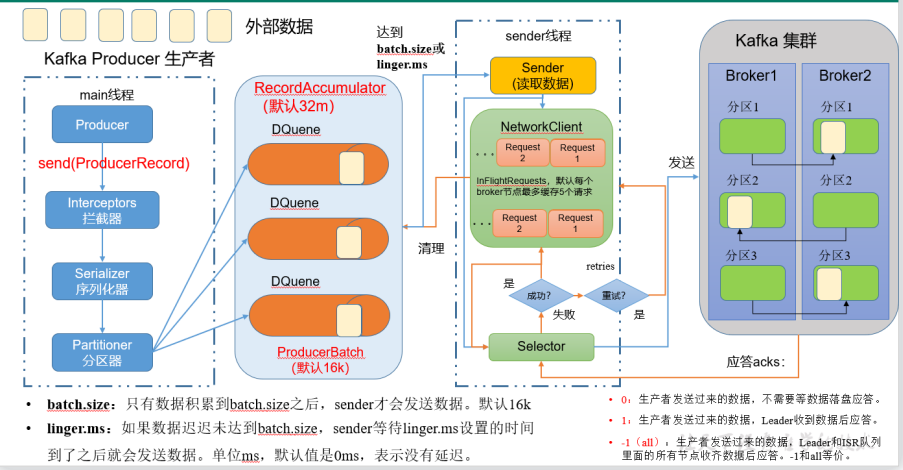 外部数据
Kafka Producer 生产者
main线程
Producer
send(ProducerRecord)
Interceptors
拦截器
Serializer
序列化器
Partitioner
分区器
RecordAccumulator
(默认32m)
DQuene
DQuene
DQuene
ProducerBatch
(默认16k)
达到
batch.size或
linger.ms
清理
sender线程
Sender
(读取数据)
NetworkClient
... Request 2 Request 1
InFlightRequests，默认每个
broker节点最多缓存5个请求
... Request 2 Request 1
是
成功?
失败
retries
重试?
是
Selector
发送
Kafka 集群
Broker1
Broker2
分区1
分区1
分区2
分区2
分区3
分区3
应答acks：
• batch.size：只有数据积累到batch.size之后，sender才会发送数据。默认16k
• linger.ms：如果数据迟迟未达到batch.size，sender等待linger.ms设置的时间
到了之后就会发送数据。单位ms，默认值是0ms，表示没有延迟。
• 0：生产者发送过来的数据，不需要等数据落盘应答。
• 1：生产者发送过来的数据，Leader收到数据后应答。
• -1（all）：生产者发送过来的数据，Leader和ISR队列
里面的所有节点收齐数据后应答。-1和all等价。